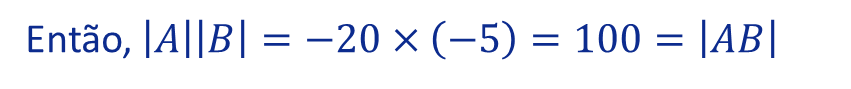 Então, |A||B| = −20 × (−5) = 100 = |AB|